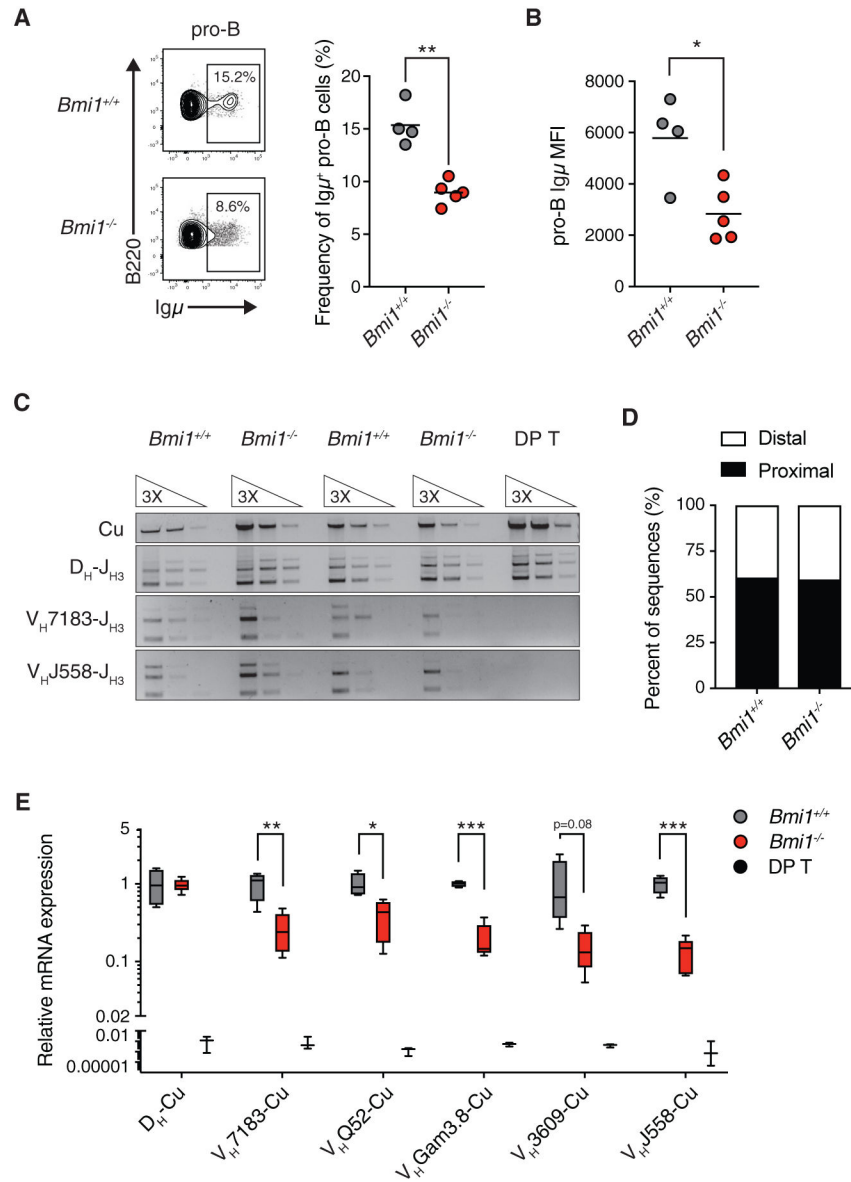 A
pro-B
Bmi1+/+
15.2%
Bmi1-/-
8.6%
B220
Igµ
Frequency of Igµ+ pro-B cells (%)
20
15
10
5
0
**
Bmi1+/+
Bmi1-/-
B
pro-B Igµ MFI
8000
6000
4000
2000
0
*
Bmi1+/+
Bmi1-/-
C
Bmi1+/+ Bmi1-/- Bmi1+/+ Bmi1-/- DP T
3X 3X 3X 3X 3X
Cu
DH-JH3
VH7183-JH3
VHJ558-JH3
D
Distal
Proximal
Percent of sequences (%)
100
75
50
25
0
Bmi1+/+
Bmi1-/-
E
Relative mRNA expression
5
1
0.1
0.02
0.01
0.00001
** * *** p=0.08 ***
Bmi1+/+
Bmi1-/-
DP T
DH-Cu
VH7183-Cu
VHQ52-Cu
VHGam3.8-Cu
VH3609-Cu
VHJ558-Cu